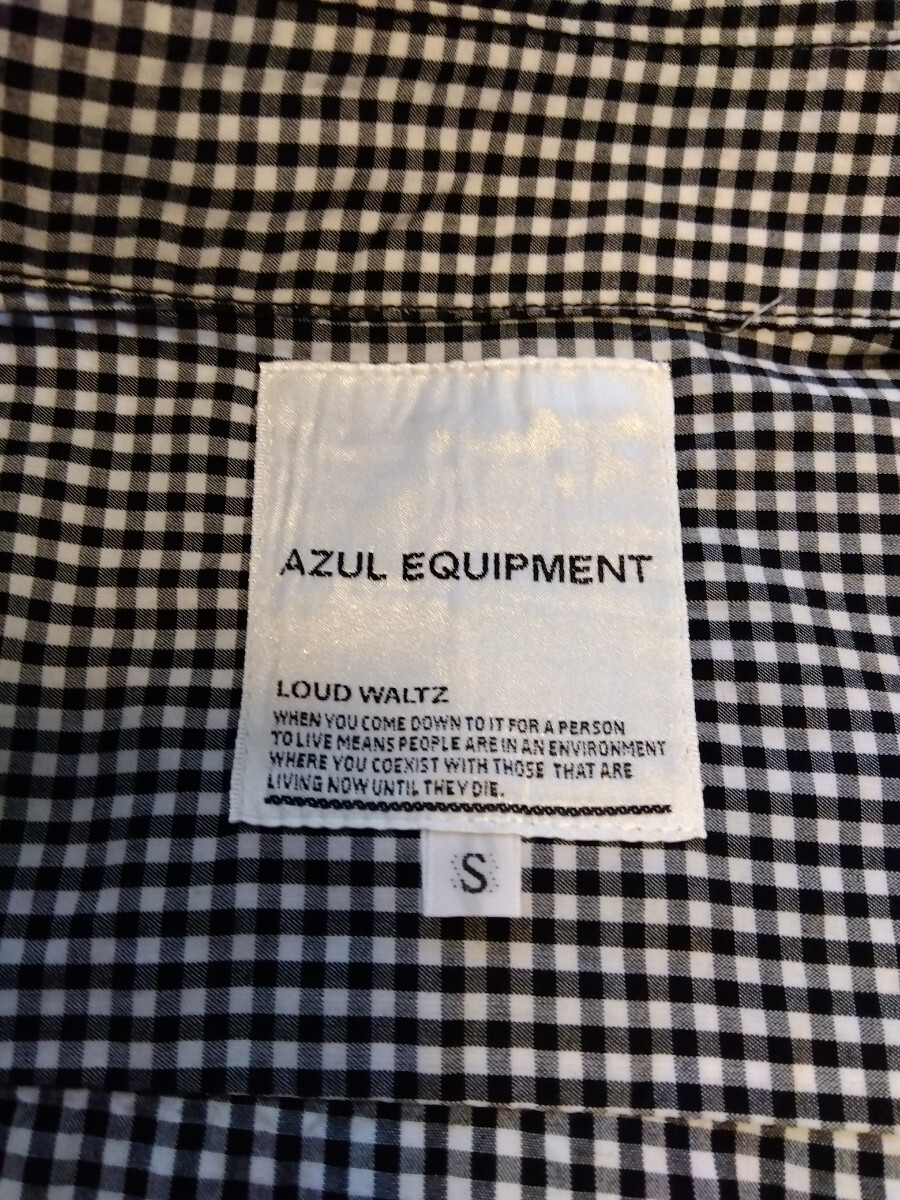 AZUL EQUIPMENT
LOUD WALTZ
WHEN YOU COME DOWN TO IT FOR A PERSON
TO LIVE MEANS PEOPLE ARE IN AN ENVIRONMENT
WHERE YOU COEXIST WITH THOSE THAT ARE
LIVING NOW UNTIL THEY DIE.
S